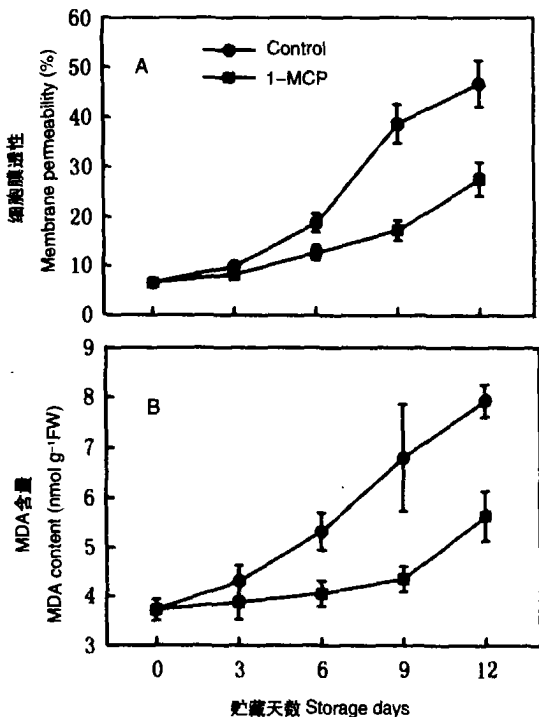 60
50
40
30
20
10
0
A
Control
1-MCP
细胞膜透性
Membrane permeability (%)
9
8
7
6
5
4
3
B
MDA含量
MDA content (nmol g⁻¹FW)
0 3 6 9 12
贮藏天数 Storage days